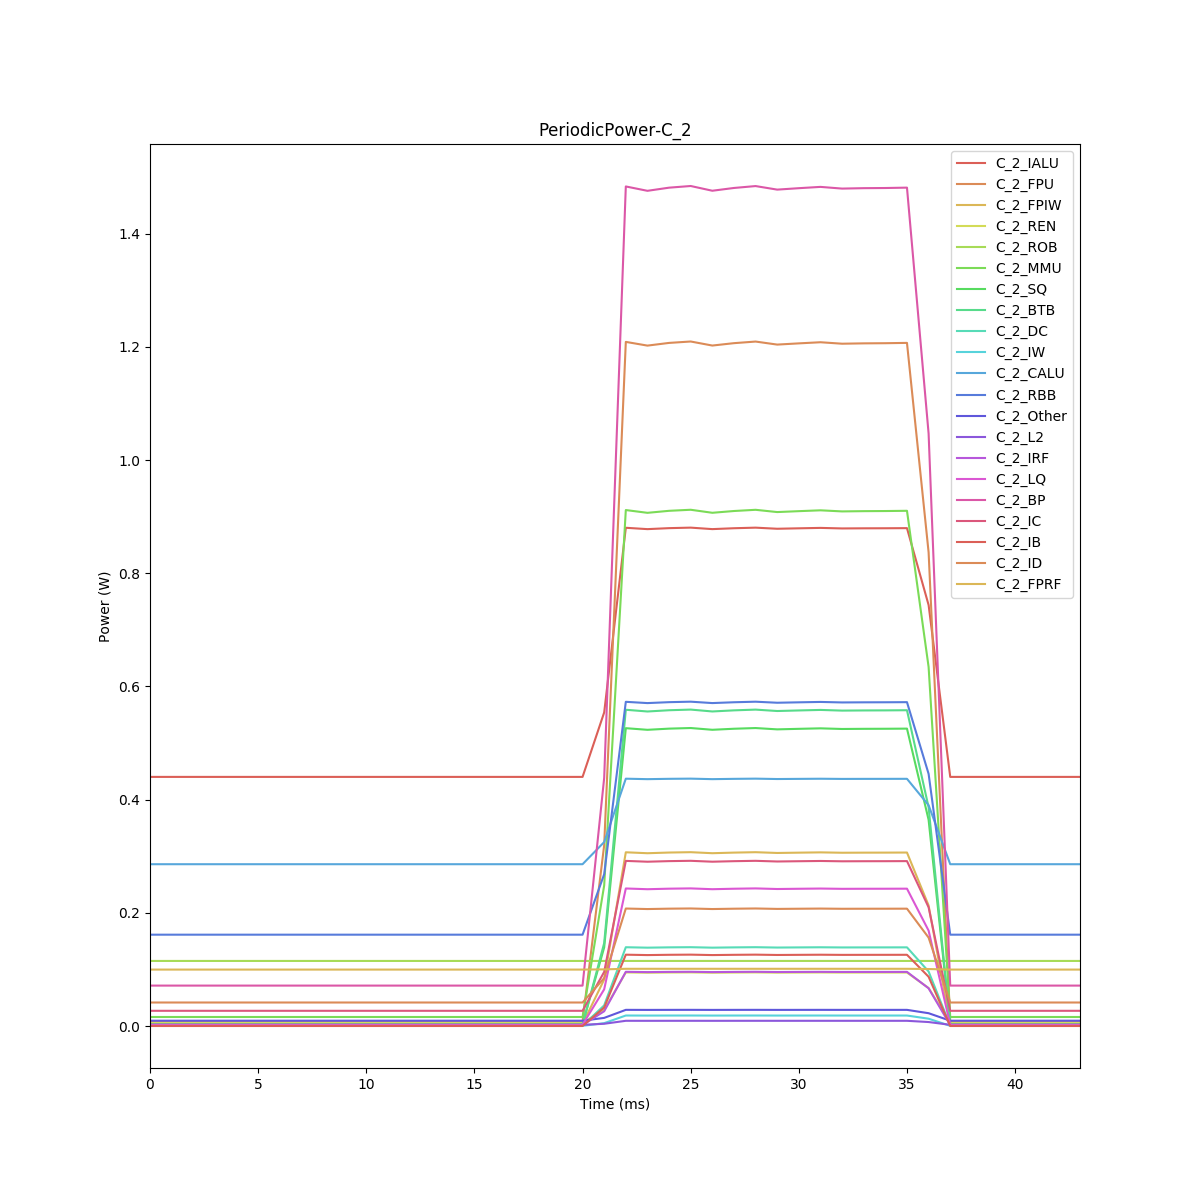 PeriodicPower-C_2
C_2_IALU
C_2_FPU
C_2_FPIW
C_2_REN
C_2_ROB
C_2_MMU
C_2_SQ
C_2_BTB
C_2_DC
C_2_IW
C_2_CALU
C_2_RBB
C_2_Other
C_2_L2
C_2_IRF
C_2_LQ
C_2_BP
C_2_IC
C_2_IB
C_2_ID
C_2_FPRF
1.4
1.2
1.0
0.8
0.6
0.4
0.2
0.0
Power (W)
0 5 10 15 20 25 30 35 40
Time (ms)